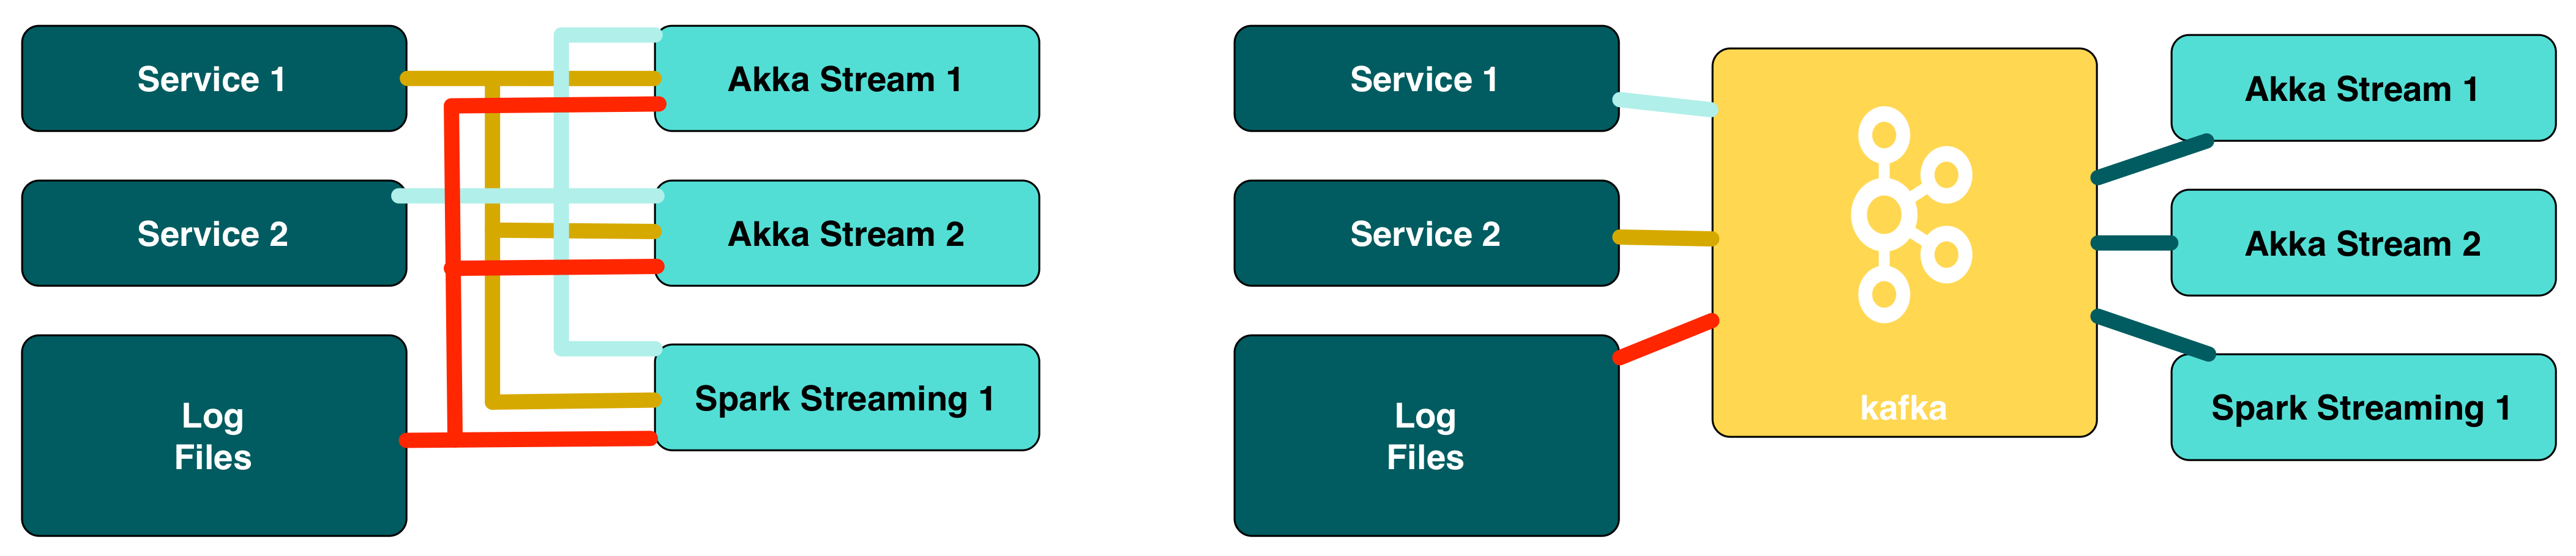 Service 1
Akka Stream 1
Service 2
Akka Stream 2
Log
Files
Spark Streaming 1
Service 1
Service 2
Log
Files
kafka
Akka Stream 1
Akka Stream 2
Spark Streaming 1